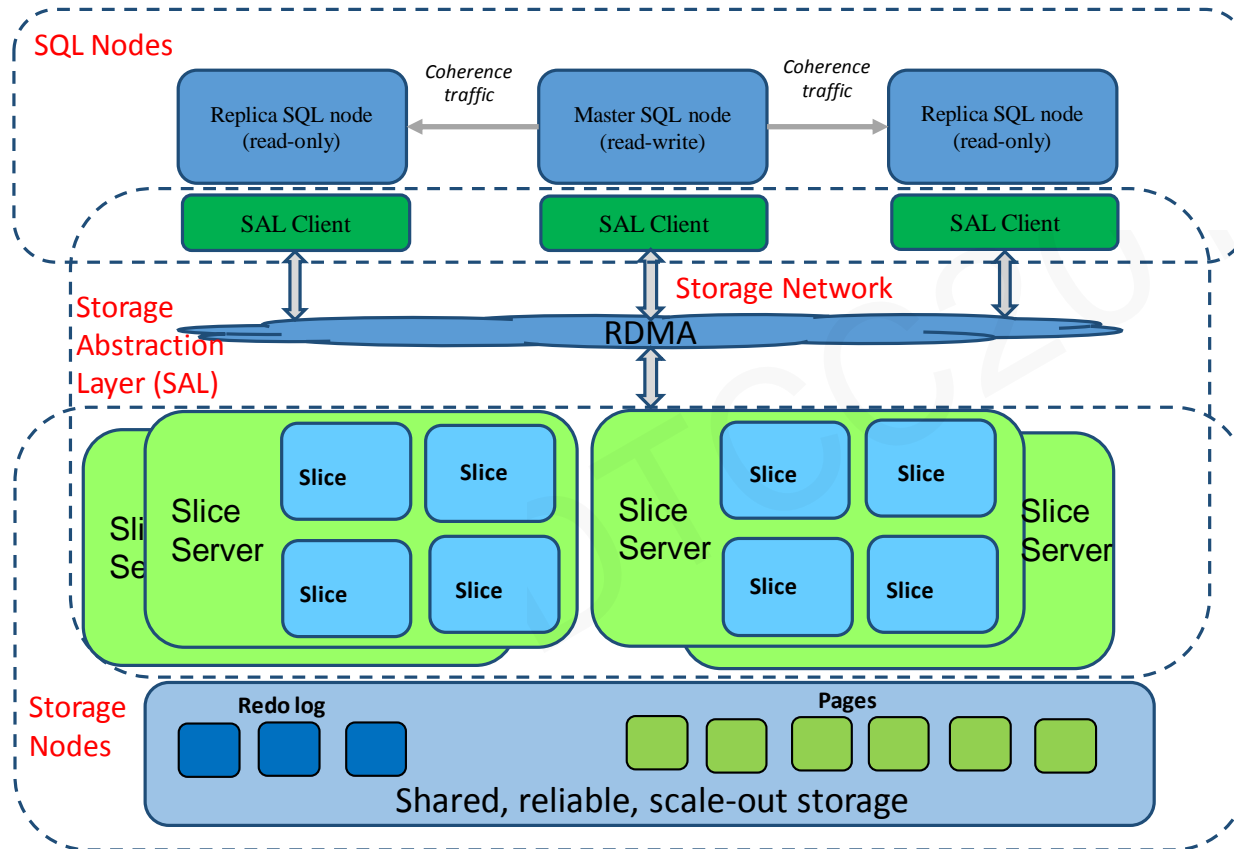 SQL Nodes
Coherence
traffic
Coherence
traffic
Replica SQL node
(read-only)
Master SQL node
(read-write)
Replica SQL node
(read-only)
SAL Client
SAL Client
SAL Client
Storage Network
Storage
Abstraction
Layer (SAL)
RDMA
Slice
Server
Slice
Slice
Slice
Slice
Slice
Server
Slice
Slice
Slice
Slice
Slice
Server
Storage
Nodes
Redo log
Pages
Shared, reliable, scale-out storage